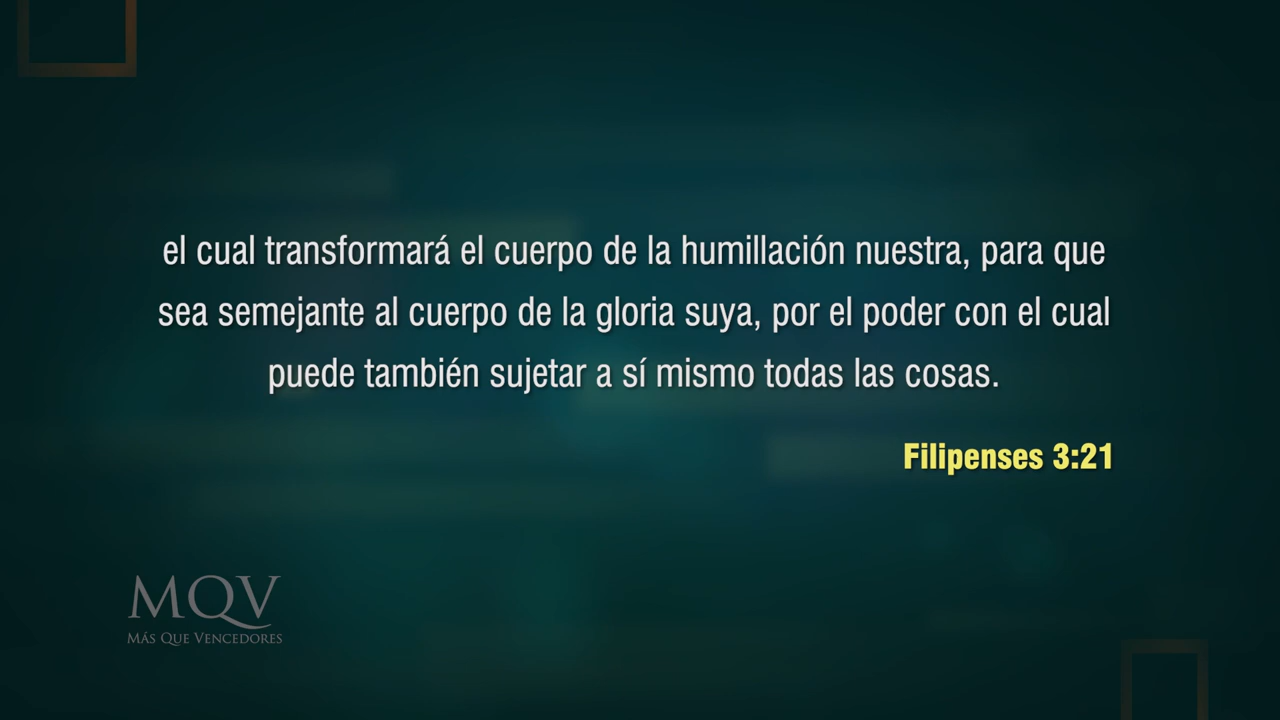 el cual transformará el cuerpo de la humillación nuestra, para que
sea semejante al cuerpo de la gloria suya, por el poder con el cual
puede también sujetar a sí mismo todas las cosas.
Filipenses 3:21
MQV
MÁS QUE VENCEDORES